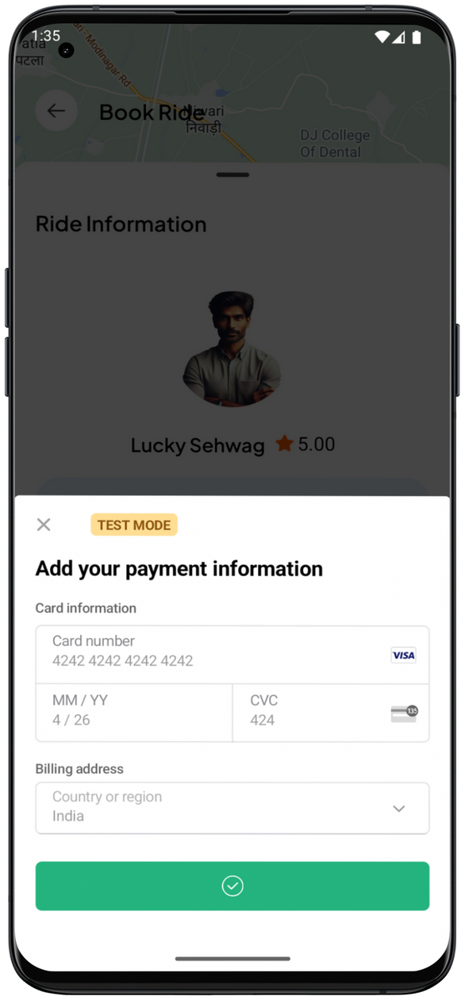 1:35
ari-Modinagar Rd
atla
पटला
Book Ride
Niwari
निवाड़ी
DJ College
Of Dental
Ride Information
Lucky Sehwag 5.00
TEST MODE
Add your payment information
Card information
Card number
4242 4242 4242 4242
VISA
MM / YY
4 / 26
CVC
424
135
Billing address
Country or region
India